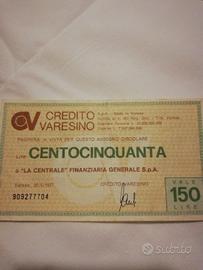 CREDITO
VARESINO
PAGHERÀ A VISTA PER QUESTO ASSEGNO CIRCOLARE
LIRE CENTOCINQUANTA
a "LA CENTRALE" FINANZIARIA GENERALE S.p.A.
CREDITO VARESINO
909277704
VALE
150
LIRE
subito